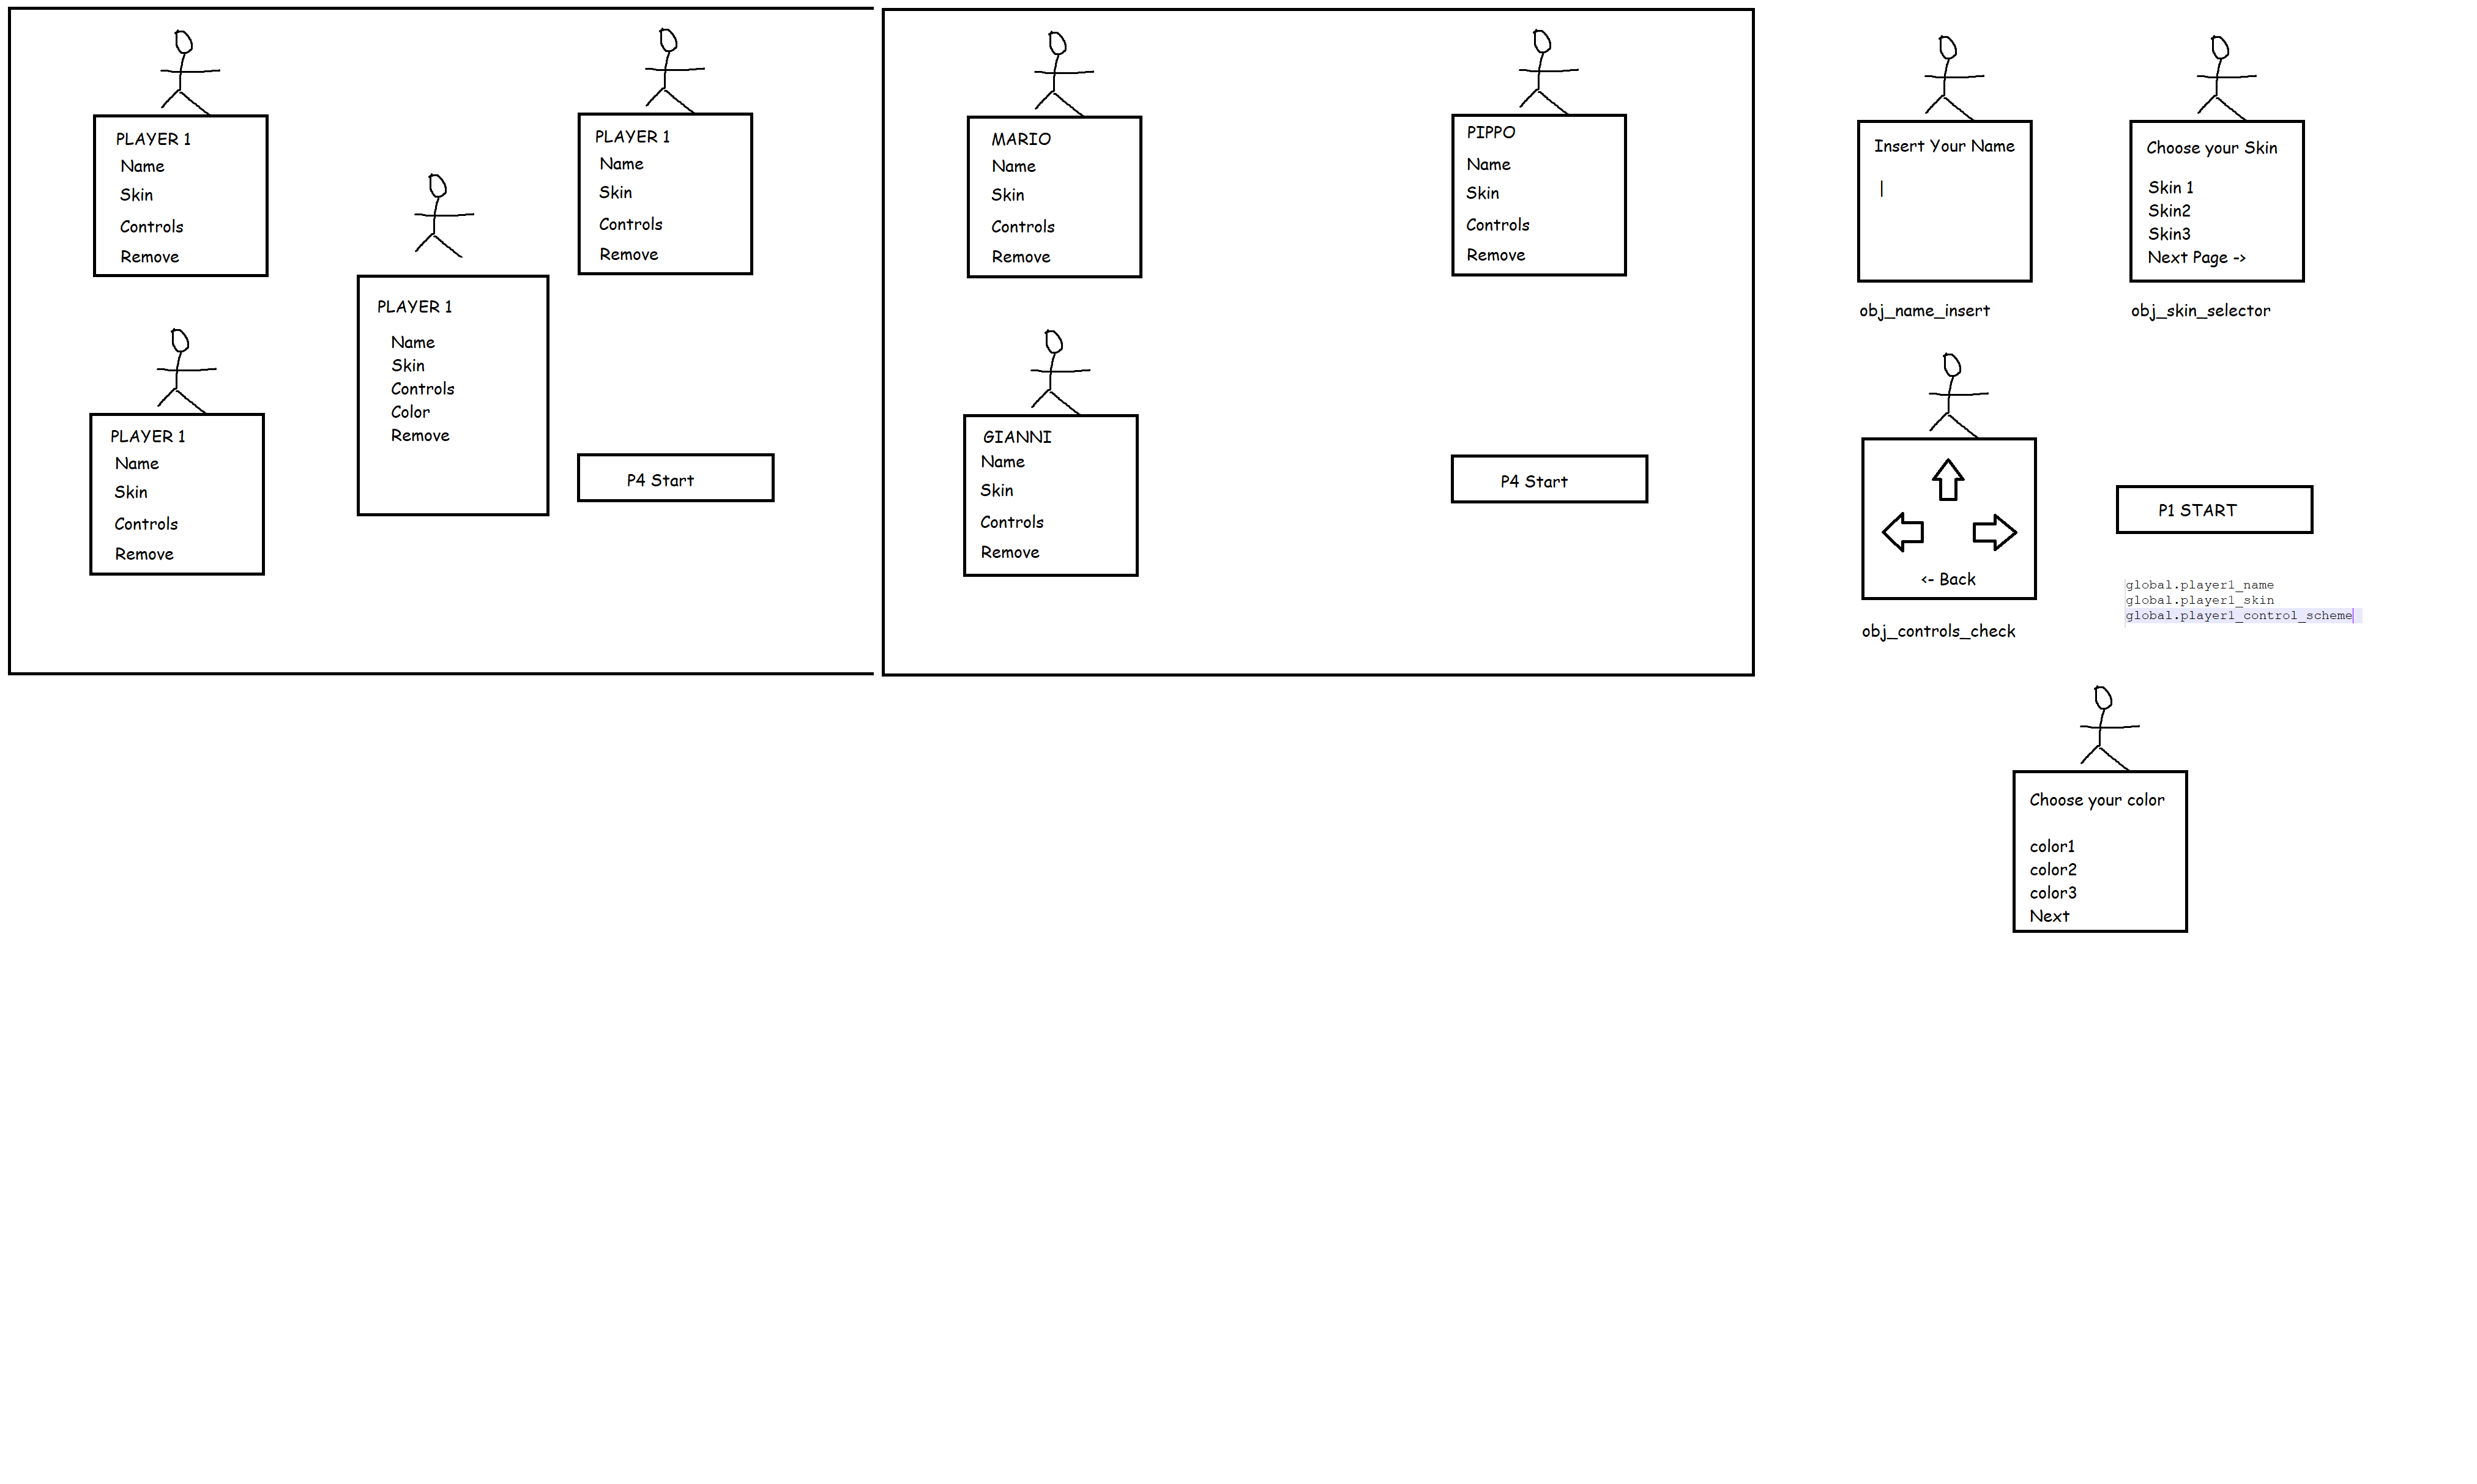 PLAYER 1
Name
Skin
Controls
Remove
PLAYER 1
Name
Skin
Controls
Remove
PLAYER 1
Name
Skin
Controls
Color
Remove
PLAYER 1
Name
Skin
Controls
Remove
P4 Start
MARIO
Name
Skin
Controls
Remove
PIPPO
Name
Skin
Controls
Remove
GIANNI
Name
Skin
Controls
Remove
P4 Start
Insert Your Name
|
obj_name_insert
Choose your Skin
Skin 1
Skin2
Skin3
Next Page ->
obj_skin_selector
<- Back
obj_controls_check
P1 START
global.player1_name
global.player1_skin
global.player1_control_scheme
Choose your color
color1
color2
color3
Next